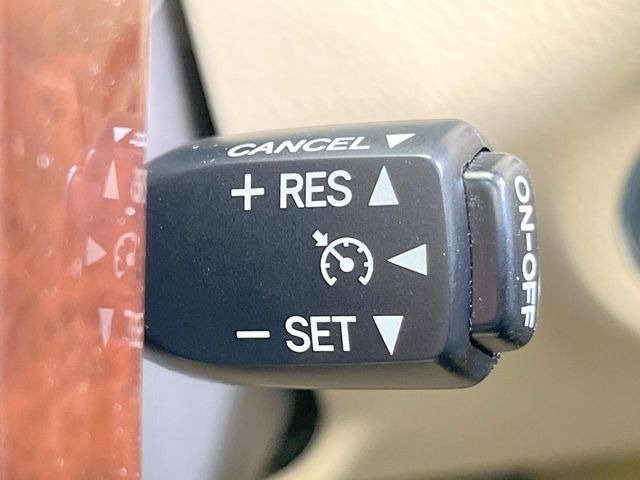 CANCEL ▼
+ RES ▲
◀
- SET ▼
ON-OFF